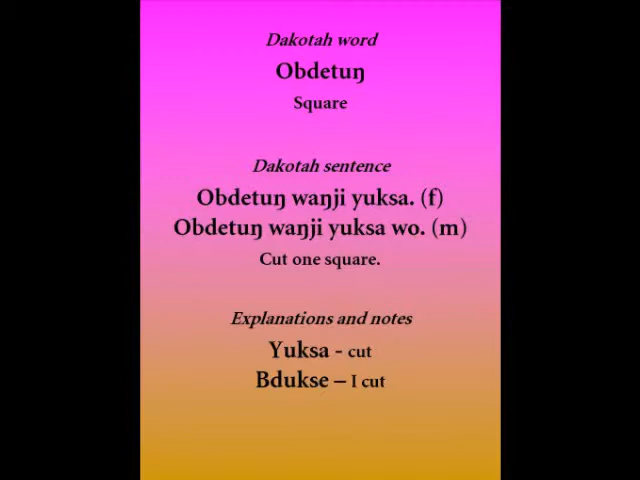 Dakotah word
Obdetuŋ
Square
Dakotah sentence
Obdetuŋ waŋji yuksa. (f)
Obdetuŋ waŋji yuksa wo. (m)
Cut one square.
Explanations and notes
Yuksa - cut
Bdukse – I cut